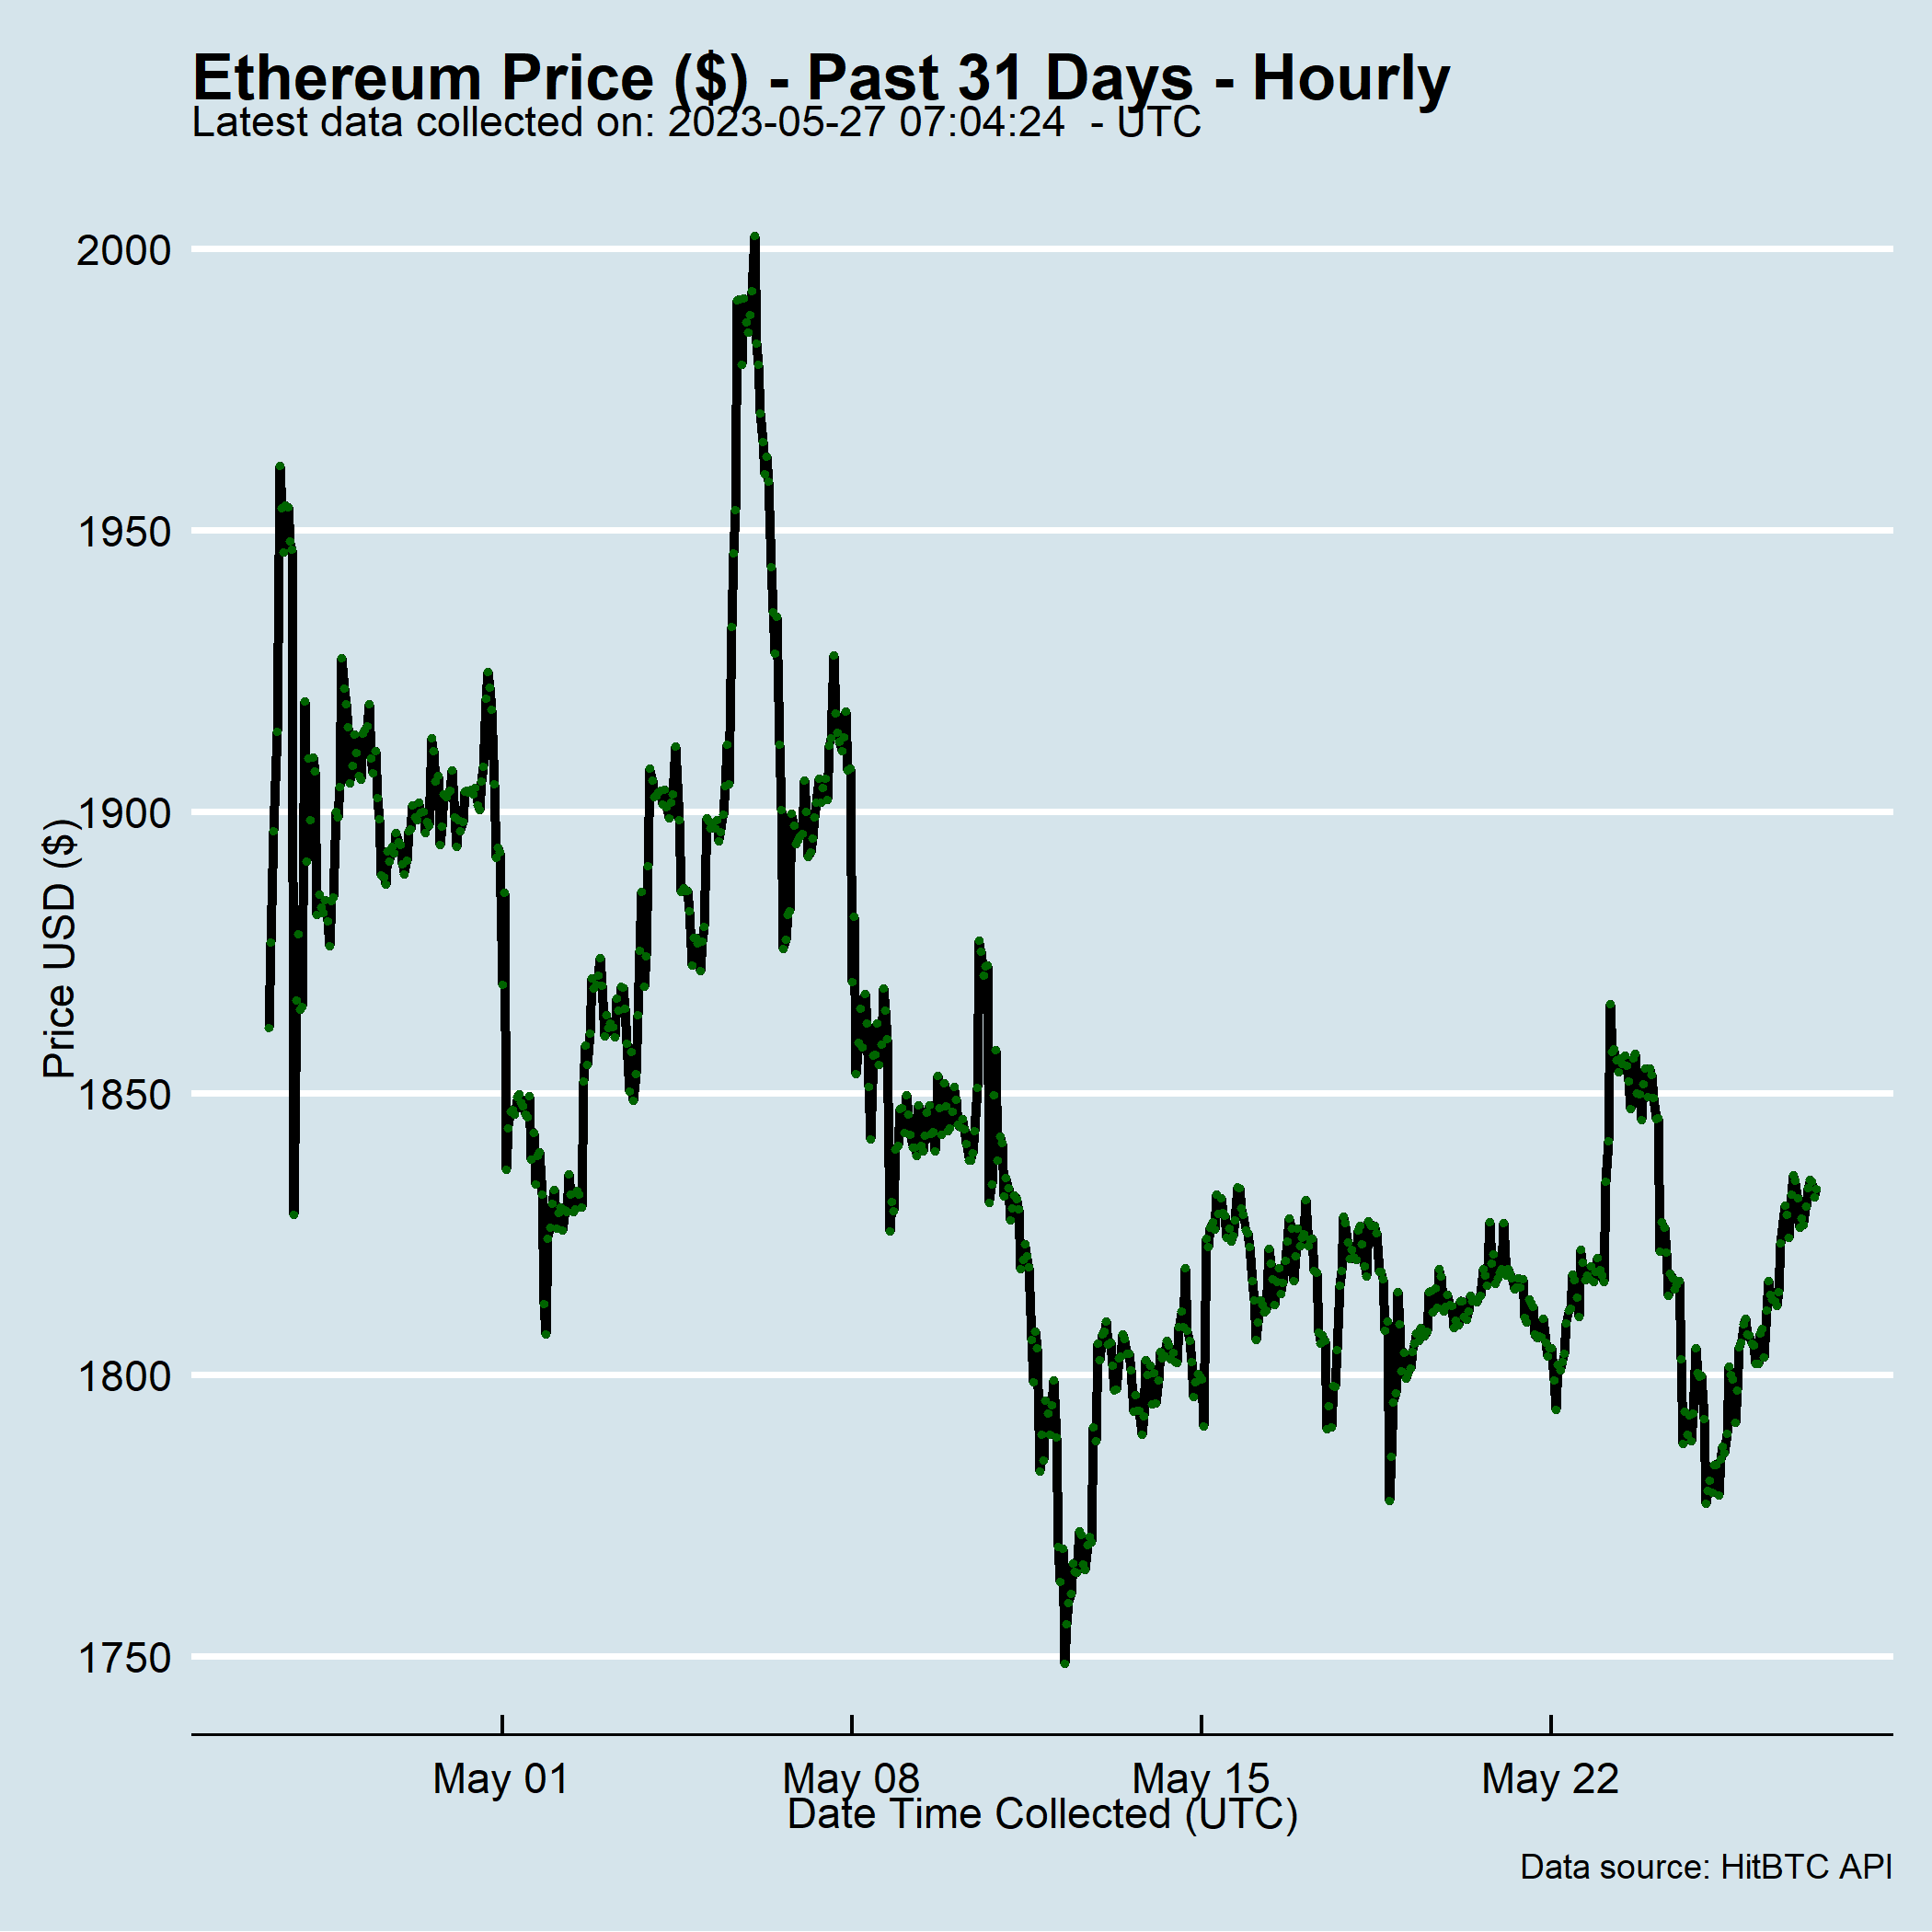 Ethereum Price ($) - Past 31 Days - Hourly
Latest data collected on: 2023-05-27 07:04:24  - UTC
Price USD ($)
2000
1950
1900
1850
1800
1750
May 01
May 08
May 15
May 22
Date Time Collected (UTC)
Data source: HitBTC API